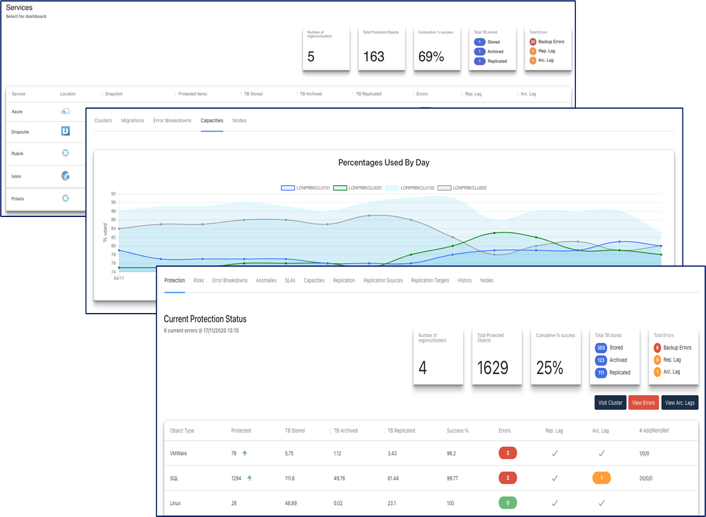 Services
Select for dashboard
Number of regions/clusters
5
Total Protected Objects
163
Cumulative % success
69%
Total TB stored
1 Stored
1 Archived
1 Replicated
Total Errors
Backup Errors
Rep. Lag
Arc. Lag
Service Location Snapshot Protected Items TB Stored TB Archived TB Replicated Errors Rep. Lag Arc. Lag
Azure
Dropsuite
Rubrik
Isilon
Polaris
Clusters Migrations Error Breakdowns Capacities Nodes
Percentages Used By Day
LONPRBKCLU101 LONPRBKCLU001 LONPRBKCLU102 LONPRBKCLU002
% used
92
90
88
86
84
82
80
78
76
74
04/11
Protection Risks Error Breakdowns Anomalies SLAs Capacities Replication Replication Sources Replication Targets History Nodes
Current Protection Status
6 current errors @ 17/11/2020 13:15
Number of regions/clusters
4
Total Protected Objects
1629
Cumulative % success
25%
Total TB stored
303 Stored
123 Archived
111 Replicated
Total Errors
Backup Errors
Rep. Lag
Arc. Lag
Visit Cluster View Errors View Arc. Lags
Object Type Protected TB Stored TB Archived TB Replicated Success % Errors Rep. Lag Arc. Lag # Add/Rem/Ref
VMWare 79 5.75 1.12 3.43 96.2 3 1/0/0
SQL 1294 111.8 49.76 61.44 99.77 3 1 20/0/0
Linux 28 48.89 0.02 23.1 100 0